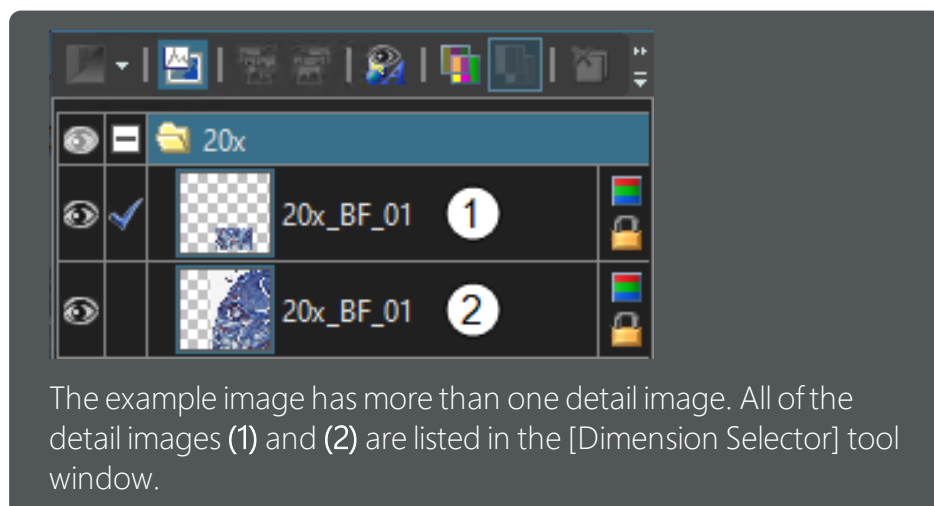 20x
20x_BF_01 1
20x_BF_01 2
The example image has more than one detail image. All of the
detail images (1) and (2) are listed in the [Dimension Selector] tool
window.